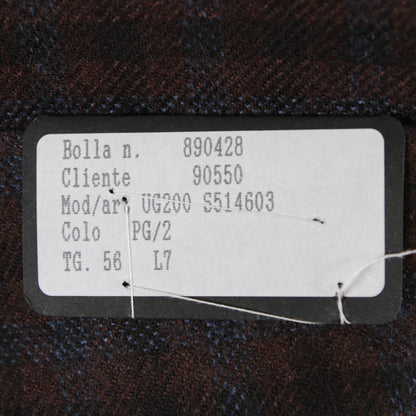 Bolla n. 890428
Cliente 90550
Mod/art UG200 S514603
Colo PG/2
TG. 56 L7